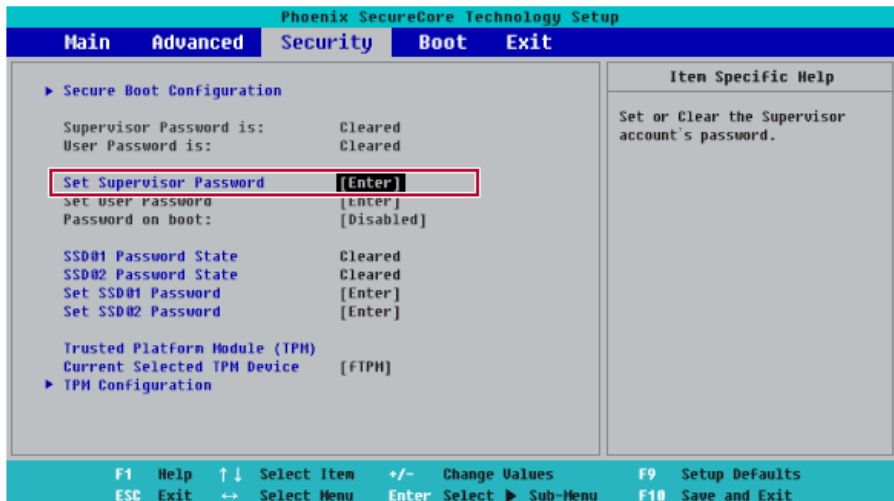 Phoenix SecureCore Technology Setup
Main Advanced Security Boot Exit
Item Specific Help
▶ Secure Boot Configuration
Set or Clear the Supervisor
account's password.
Supervisor Password is: Cleared
User Password is: Cleared
Set Supervisor Password [Enter]
Set User Password [Enter]
Password on boot: [Disabled]
SSD01 Password State Cleared
SSD02 Password State Cleared
Set SSD01 Password [Enter]
Set SSD02 Password [Enter]
Trusted Platform Module (TPM)
Current Selected TPM Device [fTPM]
▶ TPM Configuration
F1 Help ↑↓ Select Item +/- Change Values F9 Setup Defaults
ESC Exit ↔ Select Menu Enter Select ▶ Sub-Menu F10 Save and Exit